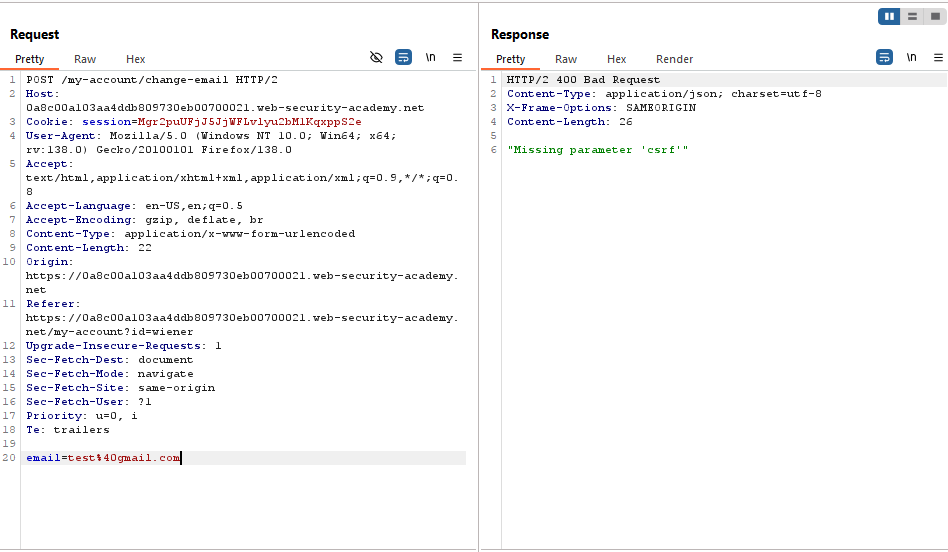 Request
Pretty Raw Hex
\n
1 POST /my-account/change-email HTTP/2
2 Host:
0a8c00a103aa4ddb809730eb00700021.web-security-academy.net
3 Cookie: session=Mgr2puUFjJ5JjWFLvlyu2bMlKqxppS2e
4 User-Agent: Mozilla/5.0 (Windows NT 10.0; Win64; x64;
rv:138.0) Gecko/20100101 Firefox/138.0
5 Accept:
text/html,application/xhtml+xml,application/xml;q=0.9,*/*;q=0.
8
6 Accept-Language: en-US,en;q=0.5
7 Accept-Encoding: gzip, deflate, br
8 Content-Type: application/x-www-form-urlencoded
9 Content-Length: 22
10 Origin:
https://0a8c00a103aa4ddb809730eb00700021.web-security-academy.
net
11 Referer:
https://0a8c00a103aa4ddb809730eb00700021.web-security-academy.
net/my-account?id=wiener
12 Upgrade-Insecure-Requests: 1
13 Sec-Fetch-Dest: document
14 Sec-Fetch-Mode: navigate
15 Sec-Fetch-Site: same-origin
16 Sec-Fetch-User: ?1
17 Priority: u=0, i
18 Te: trailers
19
20 email=test%40gmail.com
Response
Pretty Raw Hex Render
\n
1 HTTP/2 400 Bad Request
2 Content-Type: application/json; charset=utf-8
3 X-Frame-Options: SAMEORIGIN
4 Content-Length: 26
5
6 "Missing parameter 'csrf'"